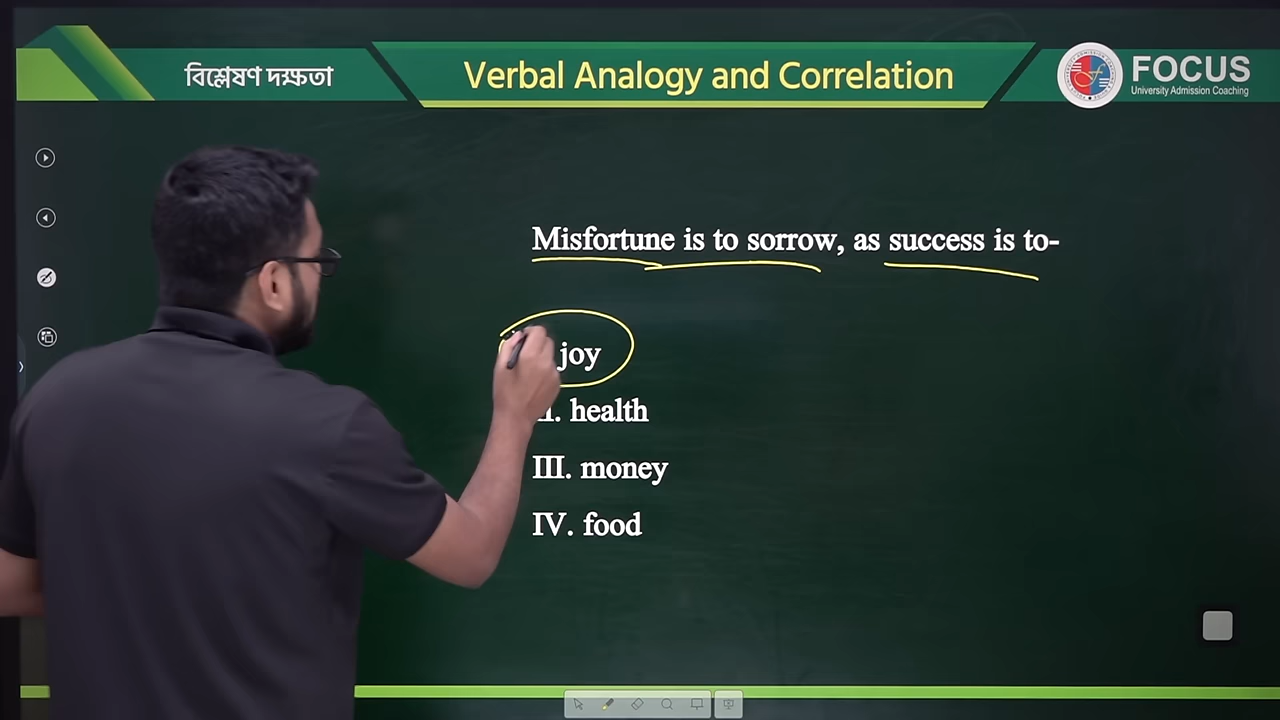 বিশ্লেষণ দক্ষতা
Verbal Analogy and Correlation
FOCUS
University Admission Coaching
Misfortune is to sorrow, as success is to-
joy
II. health
III. money
IV. food